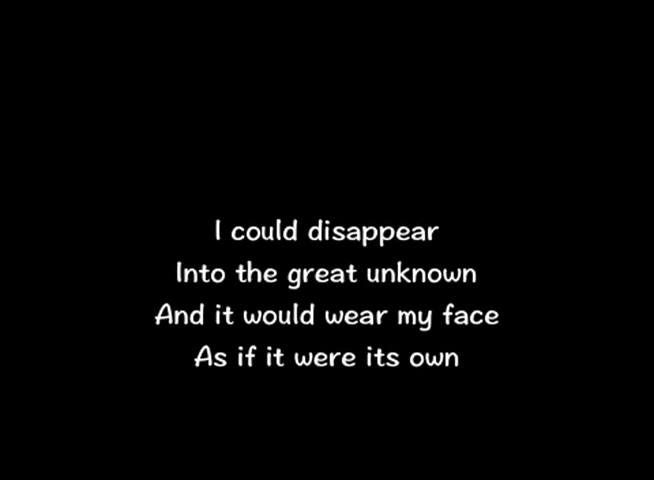 I could disappear
Into the great unknown
And it would wear my face
As if it were its own